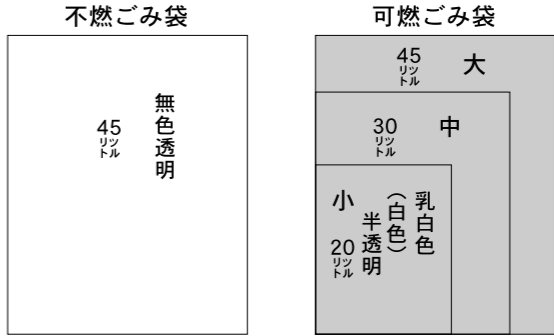 不燃ごみ袋
無色透明
45
リットル
可燃ごみ袋
45
リットル
大
30
リットル
中
小
20
リットル
乳白色
(白色)
半透明